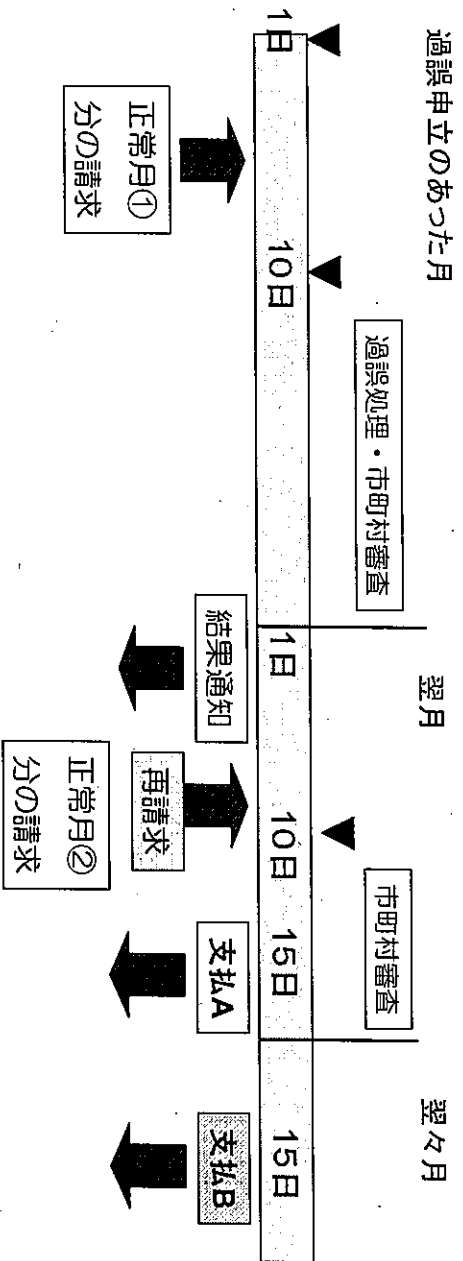 過誤申立のあった月
翌月
翌々月
過誤処理・市町村審査
市町村審査
1日
10日
1日
10日
15日
15日
正常月①
分の請求
結果通知
再請求
正常月②
分の請求
支払A
支払B